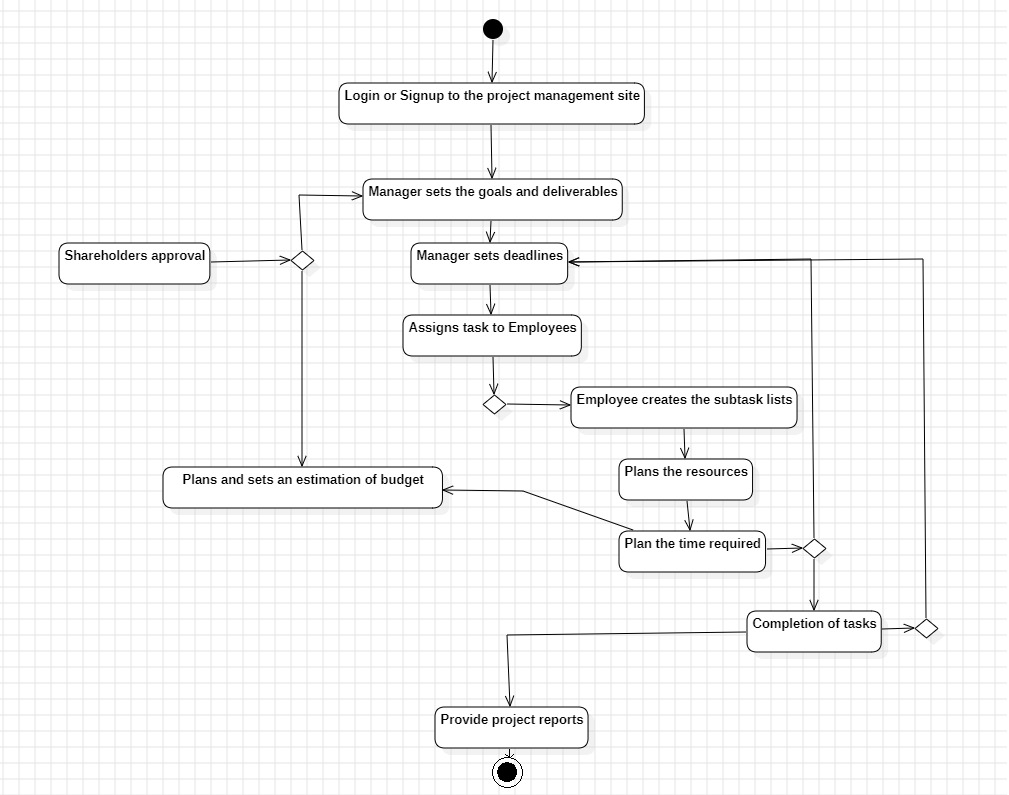 Login or Signup to the project management site
Manager sets the goals and deliverables
Shareholders approval
Manager sets deadlines
Assigns task to Employees
Employee creates the subtask lists
Plans the resources
Plans and sets an estimation of budget
Plan the time required
Completion of tasks
Provide project reports